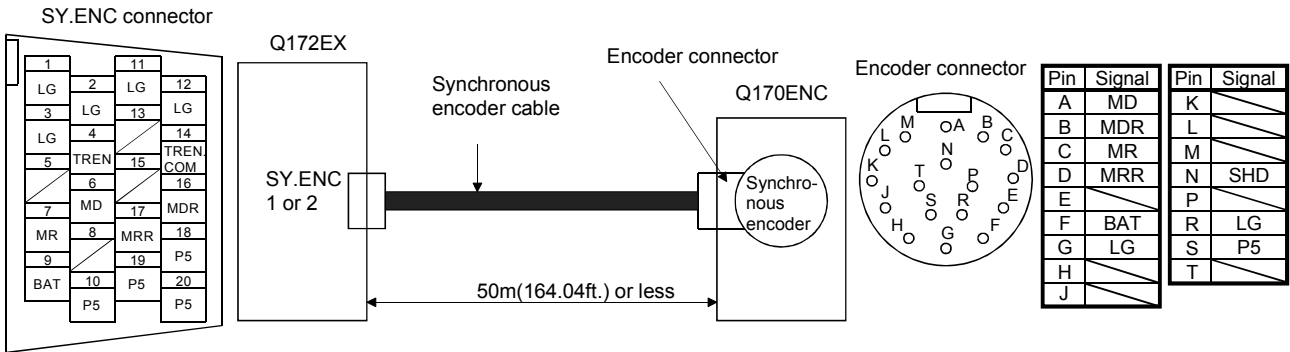 SY.ENC connector
1
LG
3
LG
5
7
MR
9
BAT
2
LG
4
TREN
6
MD
8
10
P5
11
LG
13
15
17
MRR
19
P5
12
LG
14
TREN.
COM
16
MDR
18
P5
20
P5
Q172EX
SY.ENC
1 or 2
Synchronous
encoder cable
50m(164.04ft.) or less
Encoder connector
Q170ENC
Synchro-
nous
encoder
Encoder connector
A
B
C
D
E
F
G
H
J
K
L
M
N
P
R
S
T
Pin Signal
A MD
B MDR
C MR
D MRR
E
F BAT
G LG
H
J
Pin Signal
K
L
M
N SHD
P
R LG
S P5
T